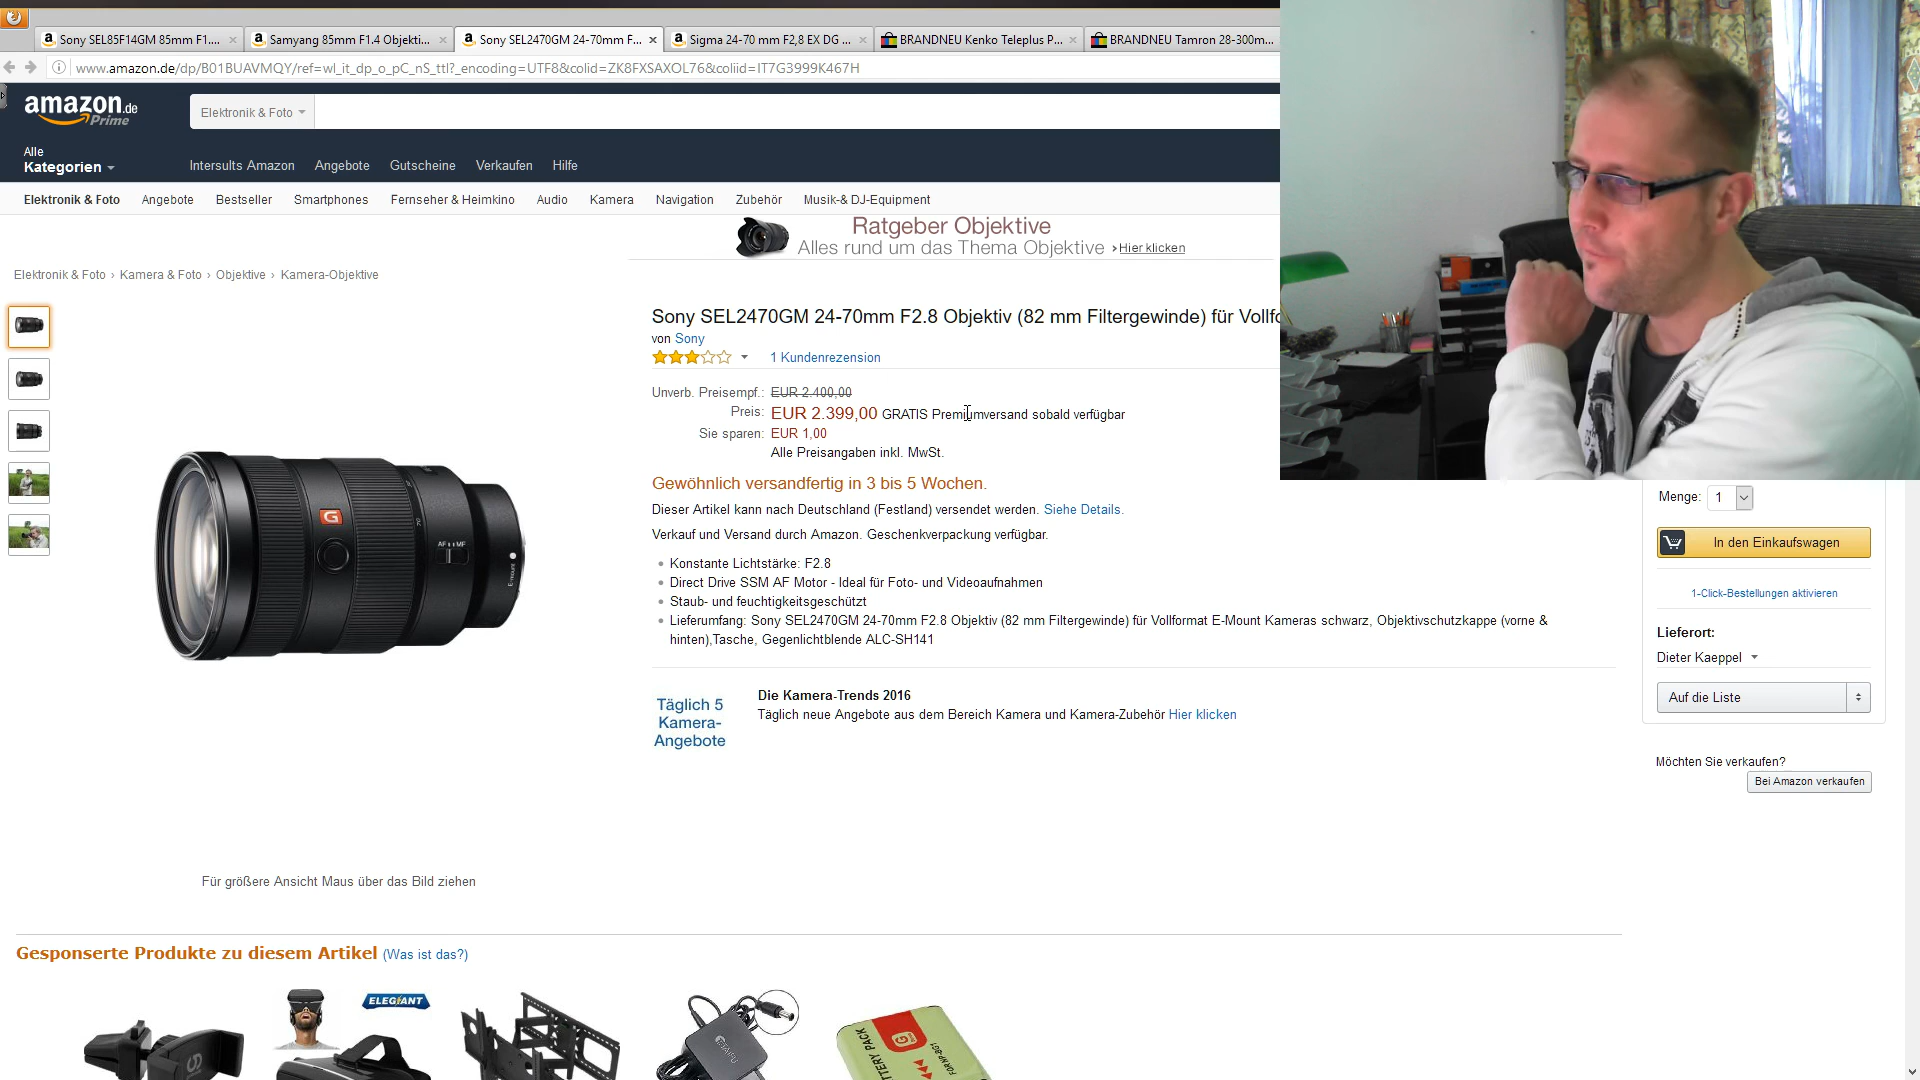 Sony SEL85F14GM 85mm F1....
Samyang 85mm F1.4 Objekti...
Sony SEL2470GM 24-70mm F...
Sigma 24-70 mm F2,8 EX DG ...
BRANDNEU Kenko Teleplus P...
BRANDNEU Tamron 28-300m...
www.amazon.de/dp/B01BUAVMQY/ref=wl_it_dp_o_pC_nS_ttl?_encoding=UTF8&colid=ZK8FXSAXOL76&coliid=IT7G3999K467H
amazon.de
Prime
Elektronik & Foto
Alle
Kategorien
Intersults Amazon
Angebote
Gutscheine
Verkaufen
Hilfe
Elektronik & Foto
Angebote
Bestseller
Smartphones
Fernseher & Heimkino
Audio
Kamera
Navigation
Zubehör
Musik-& DJ-Equipment
Ratgeber Objektive
Alles rund um das Thema Objektive › Hier klicken
Elektronik & Foto › Kamera & Foto › Objektive › Kamera-Objektive
Sony SEL2470GM 24-70mm F2.8 Objektiv (82 mm Filtergewinde) für Vollfo
von Sony
1 Kundenrezension
Unverb. Preisempf.: EUR 2.400,00
Preis: EUR 2.399,00 GRATIS Premiumversand sobald verfügbar
Sie sparen: EUR 1,00
Alle Preisangaben inkl. MwSt.
Gewöhnlich versandfertig in 3 bis 5 Wochen.
Dieser Artikel kann nach Deutschland (Festland) versendet werden. Siehe Details.
Verkauf und Versand durch Amazon. Geschenkverpackung verfügbar.
Konstante Lichtstärke: F2.8
Direct Drive SSM AF Motor - Ideal für Foto- und Videoaufnahmen
Staub- und feuchtigkeitsgeschützt
Lieferumfang: Sony SEL2470GM 24-70mm F2.8 Objektiv (82 mm Filtergewinde) für Vollformat E-Mount Kameras schwarz, Objektivschutzkappe (vorne &
hinten),Tasche, Gegenlichtblende ALC-SH141
G
AF MF
E-mount
Täglich 5
Kamera-
Angebote
Die Kamera-Trends 2016
Täglich neue Angebote aus dem Bereich Kamera und Kamera-Zubehör Hier klicken
Menge: 1
In den Einkaufswagen
1-Click-Bestellungen aktivieren
Lieferort:
Dieter Kaeppel
Auf die Liste
Möchten Sie verkaufen?
Bei Amazon verkaufen
Für größere Ansicht Maus über das Bild ziehen
Gesponserte Produkte zu diesem Artikel (Was ist das?)
ELEGIANT